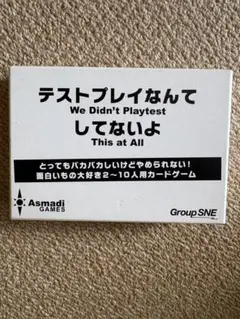 テストプレイなんて
We Didn't Playtest
してないよ
This at All
とってもバカバカしいけどやめられない!
面白いもの大好き2～10人用カードゲーム
Asmadi
GAMES
Group SNE